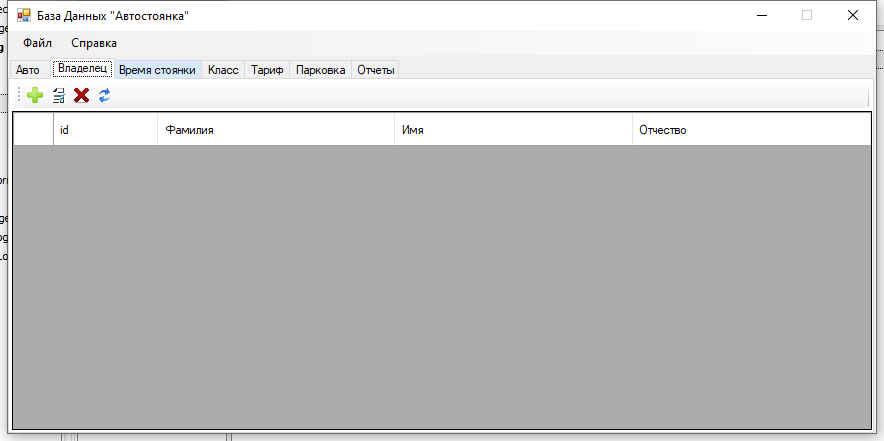 База Данных "Автостоянка"
Файл Справка
Авто Владелец Время стоянки Класс Тариф Парковка Отчеты
id Фамилия Имя Отчество